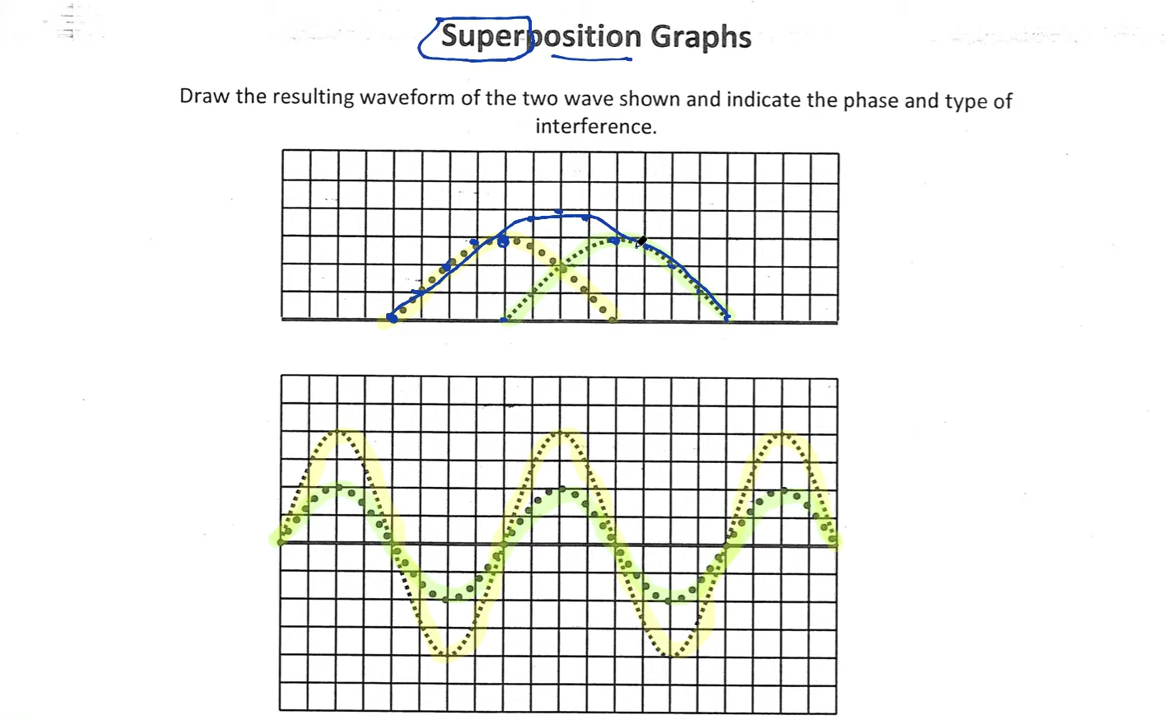 Superposition Graphs
Draw the resulting waveform of the two wave shown and indicate the phase and type of
interference.